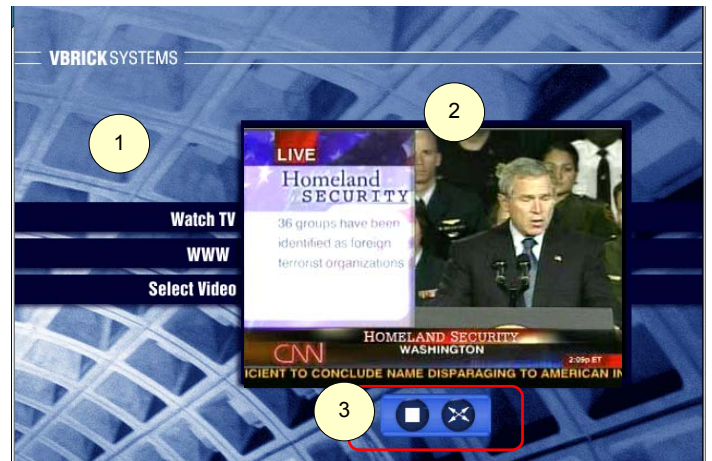 VBRICK SYSTEMS
1
2
LIVE
Homeland
SECURITY
36 groups have been
identified as foreign
terrorist organizations
Watch TV
WWW
Select Video
HOMELAND SECURITY
WASHINGTON
CNN
2:09p ET
ICIENT TO CONCLUDE NAME DISPARAGING TO AMERICAN IN
3